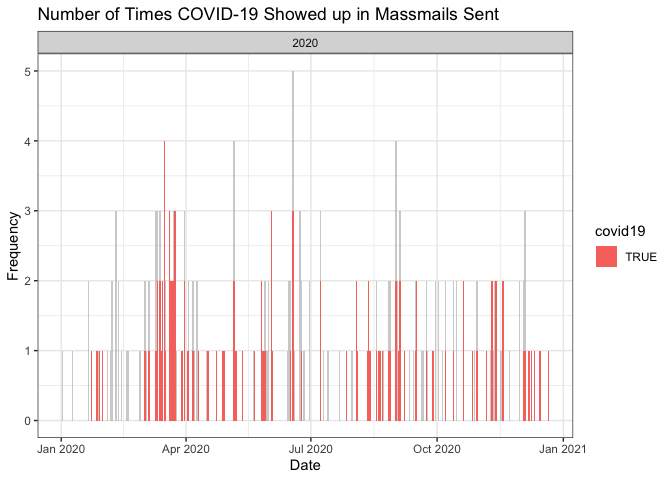 Number of Times COVID-19 Showed up in Massmails Sent
2020
5
4
3
2
1
0
Frequency
Jan 2020 Apr 2020 Jul 2020 Oct 2020 Jan 2021
Date
covid19
TRUE